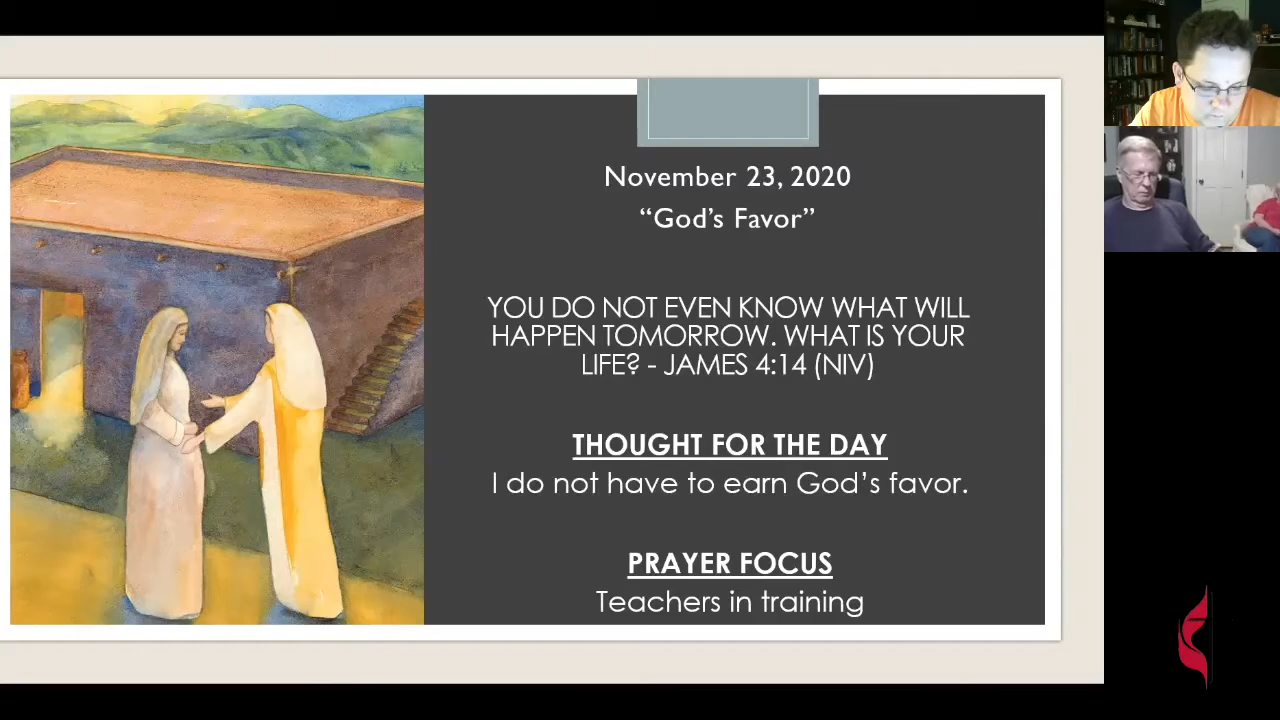 November 23, 2020
“God’s Favor”
YOU DO NOT EVEN KNOW WHAT WILL
HAPPEN TOMORROW. WHAT IS YOUR
LIFE? - JAMES 4:14 (NIV)
THOUGHT FOR THE DAY
I do not have to earn God’s favor.
PRAYER FOCUS
Teachers in training